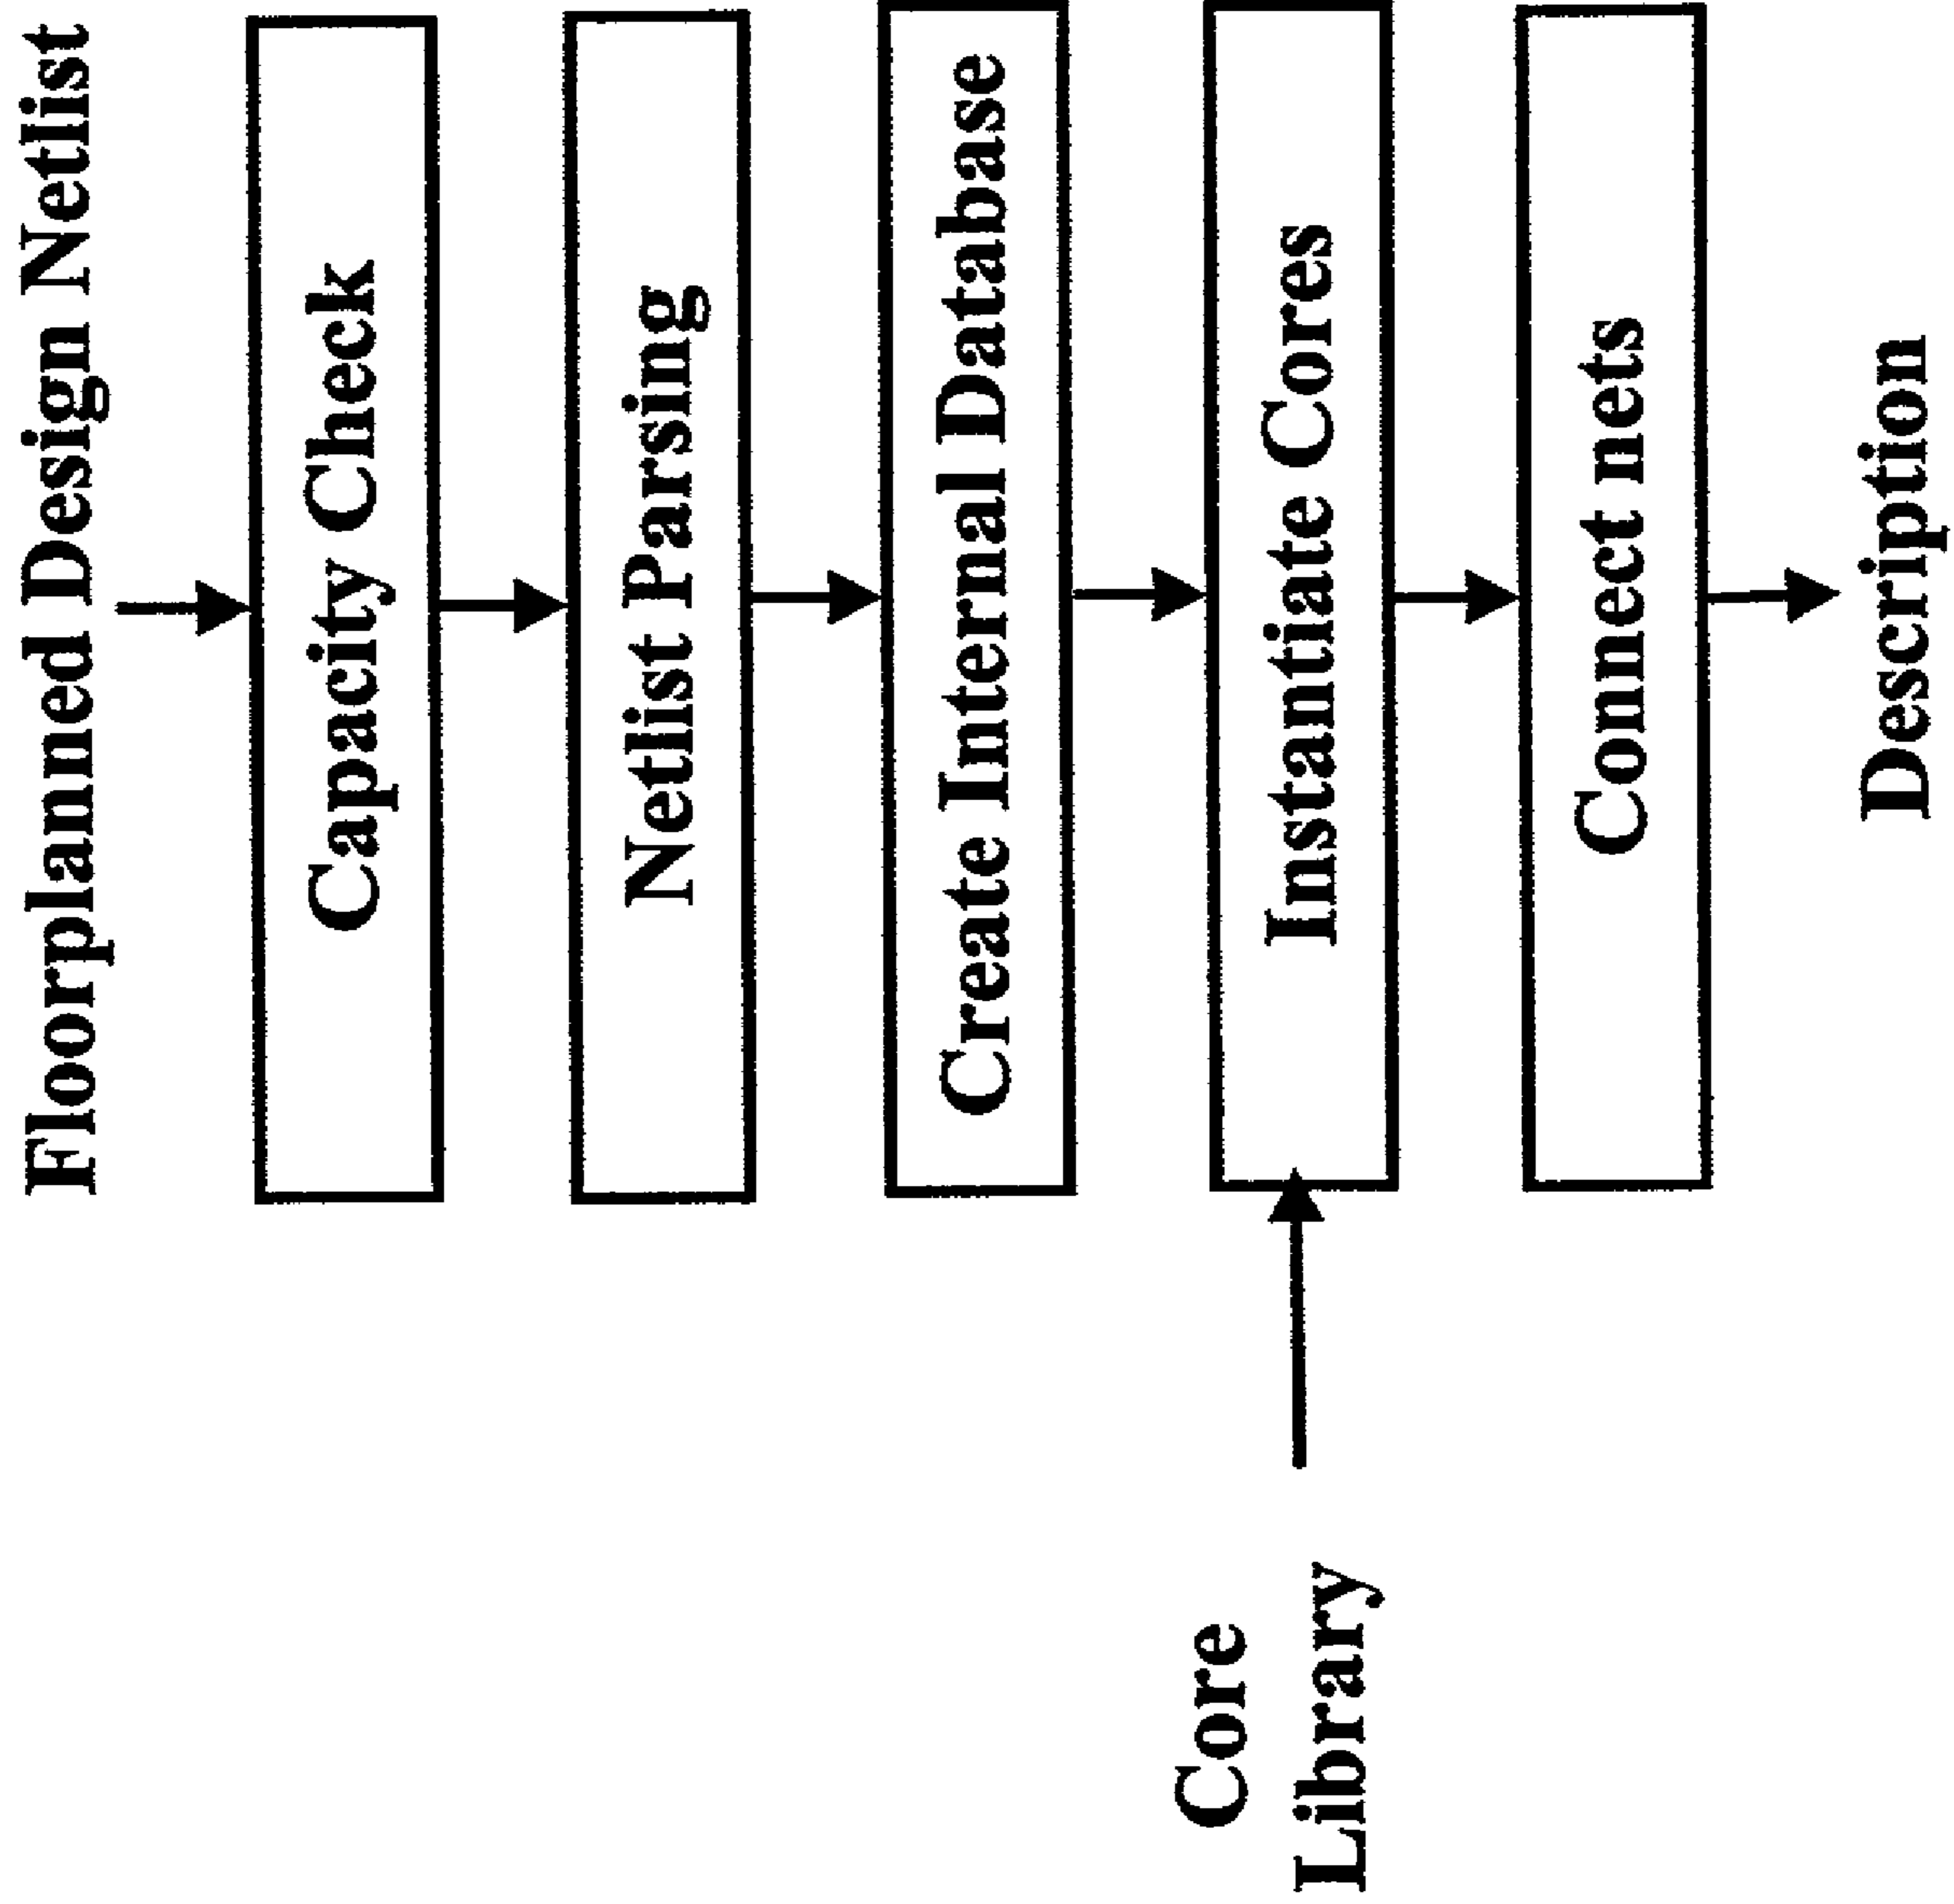 Floorplanned Design Netlist
Capacity Check
Netlist Parsing
Create Internal Database
Core
Library
Instantiate Cores
Connect nets
Description